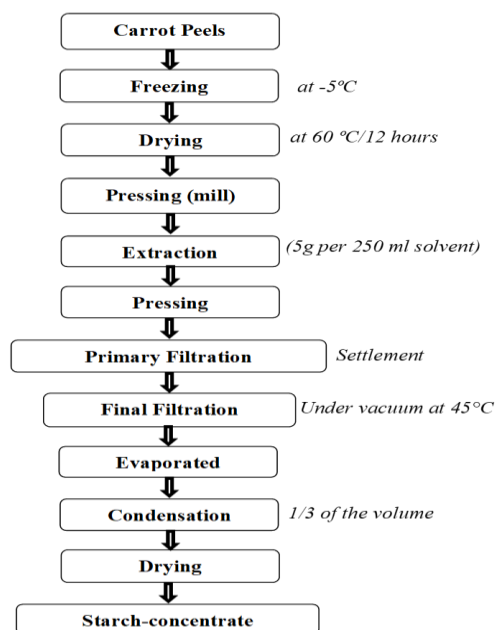 Carrot Peels
Freezing at -5ºC
Drying at 60 ºC/12 hours
Pressing (mill)
Extraction (5g per 250 ml solvent)
Pressing
Primary Filtration Settlement
Final Filtration Under vacuum at 45°C
Evaporated
Condensation 1/3 of the volume
Drying
Starch-concentrate